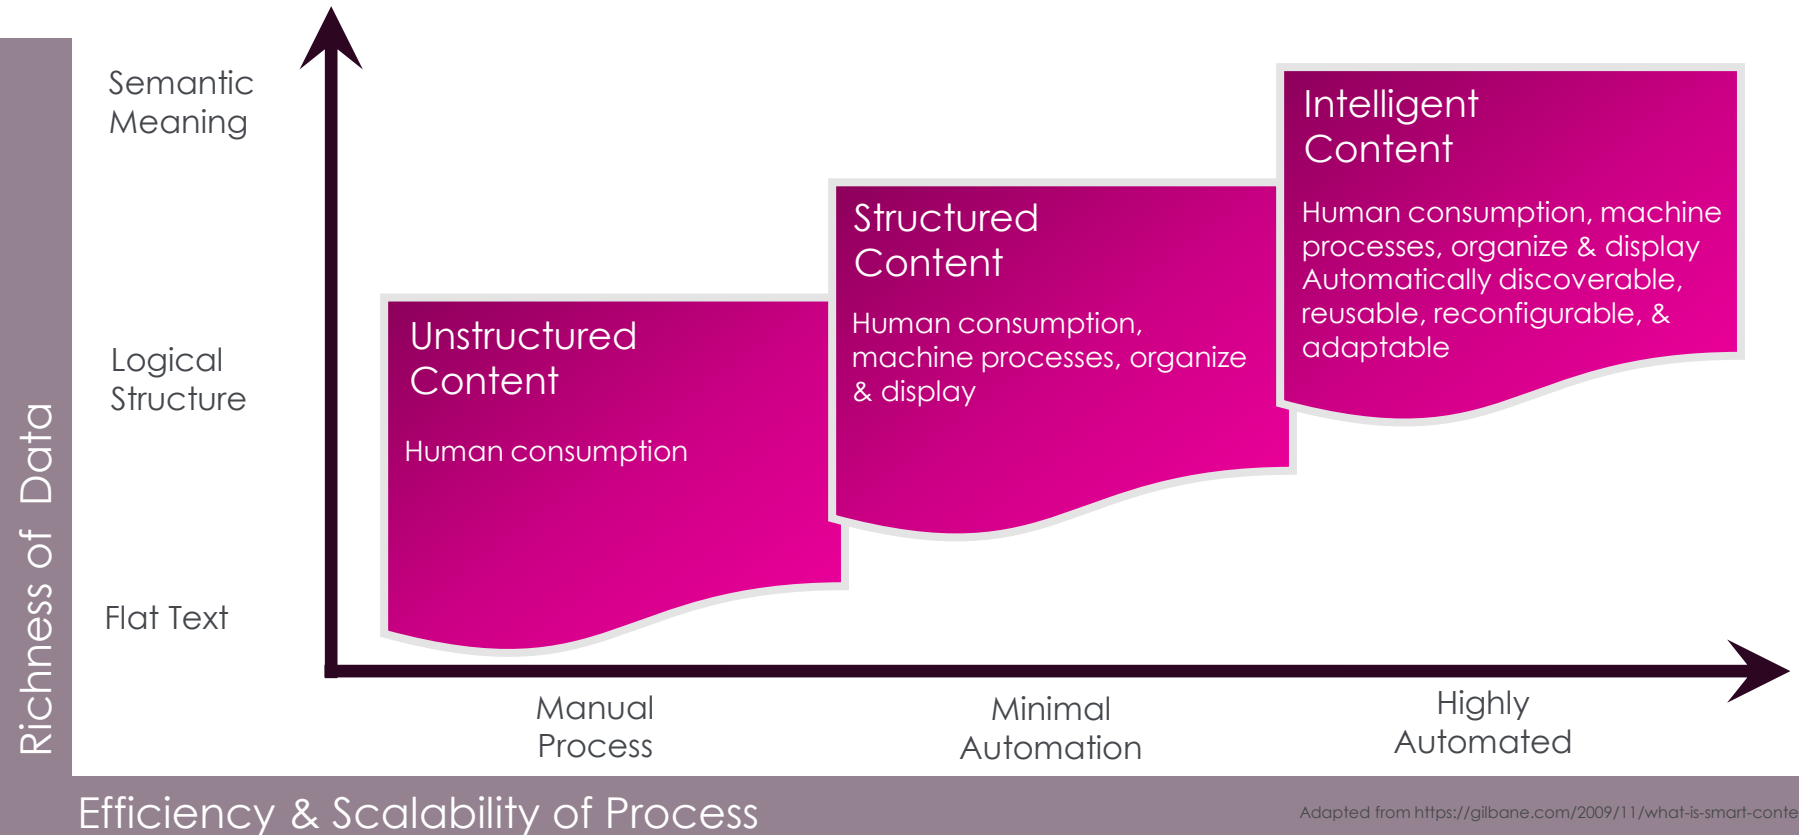 Semantic
Meaning
Logical
Structure
Flat Text
Richness of Data
Unstructured
Content
Human consumption
Structured
Content
Human consumption,
machine processes, organize
& display
Intelligent
Content
Human consumption, machine
processes, organize & display
Automatically discoverable,
reusable, reconfigurable, &
adaptable
Manual
Process
Minimal
Automation
Highly
Automated
Efficiency & Scalability of Process
Adapted from https://gilbane.com/2009/11/what-is-smart-conte